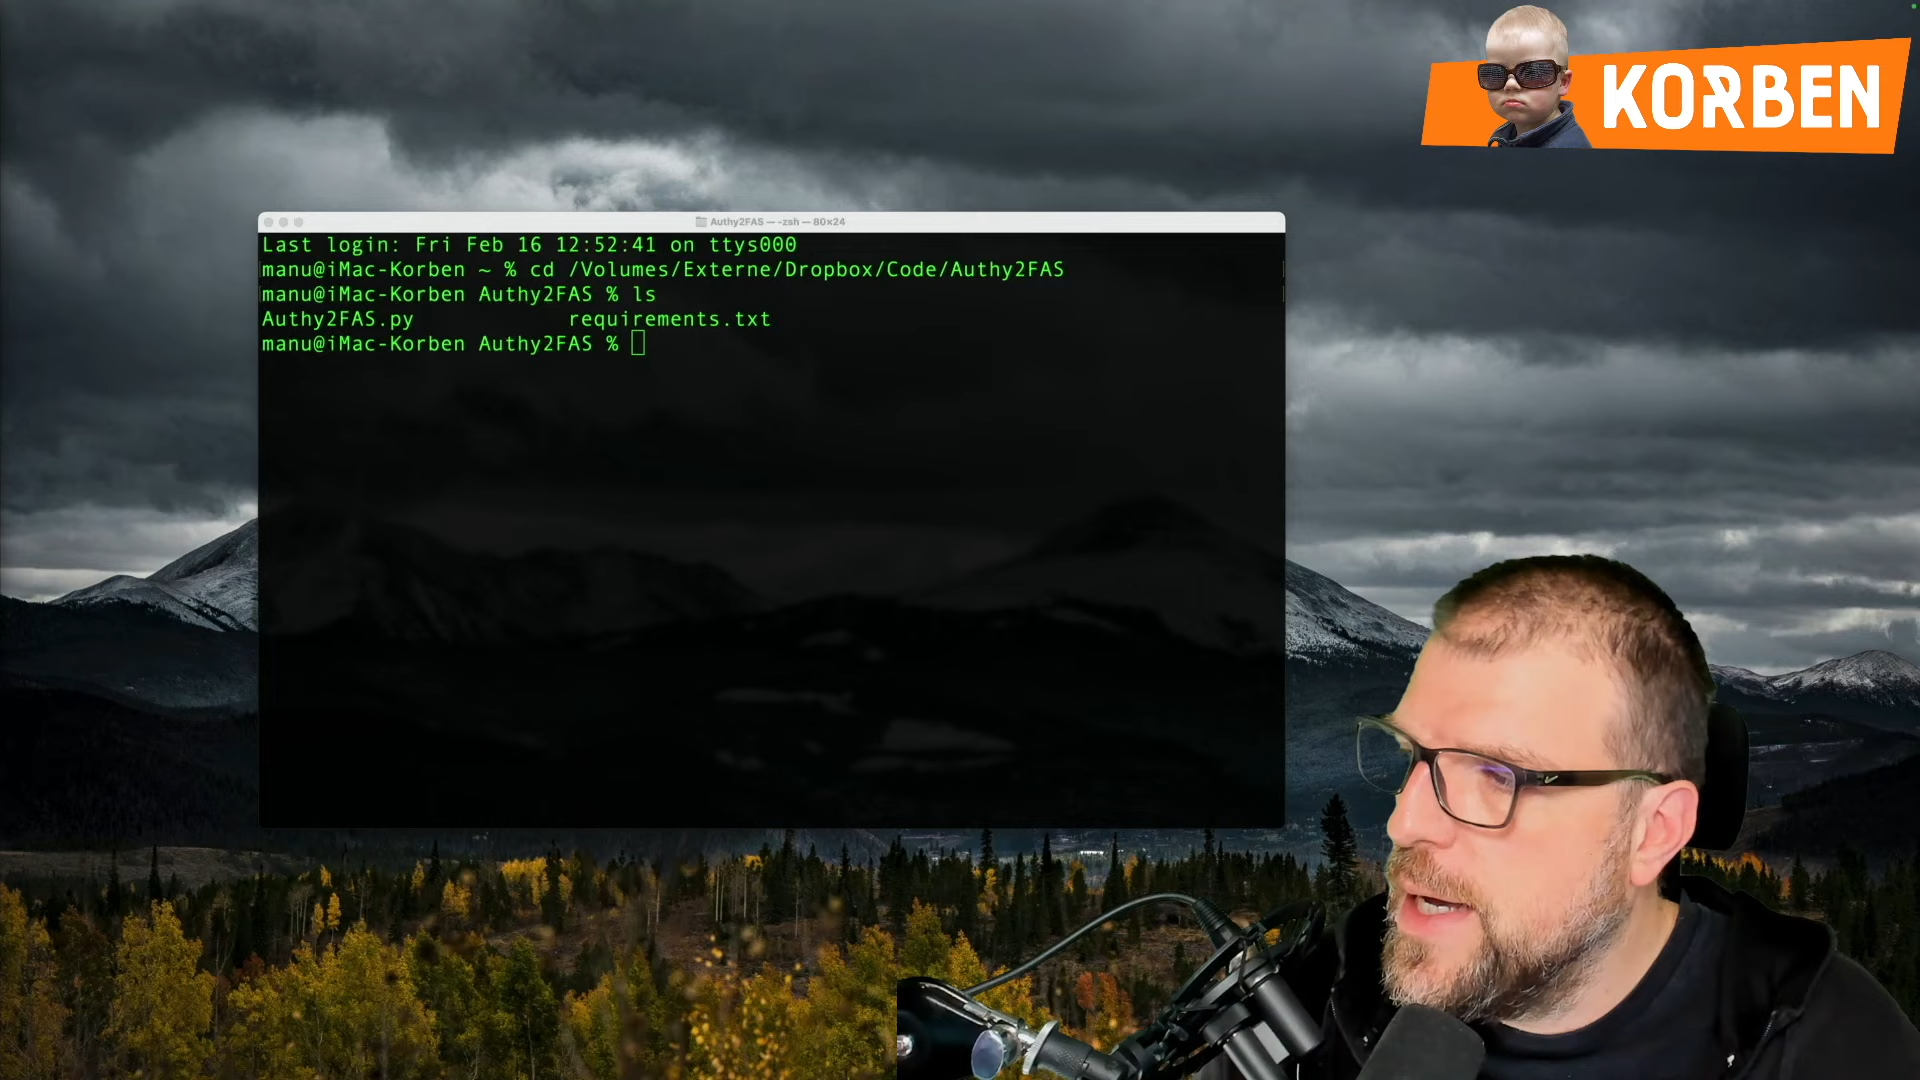 KORBEN
Authy2FAS — -zsh — 80×24
Last login: Fri Feb 16 12:52:41 on ttys000
manu@iMac-Korben ~ % cd /Volumes/Externe/Dropbox/Code/Authy2FAS
manu@iMac-Korben Authy2FAS % ls
Authy2FAS.py requirements.txt
manu@iMac-Korben Authy2FAS %